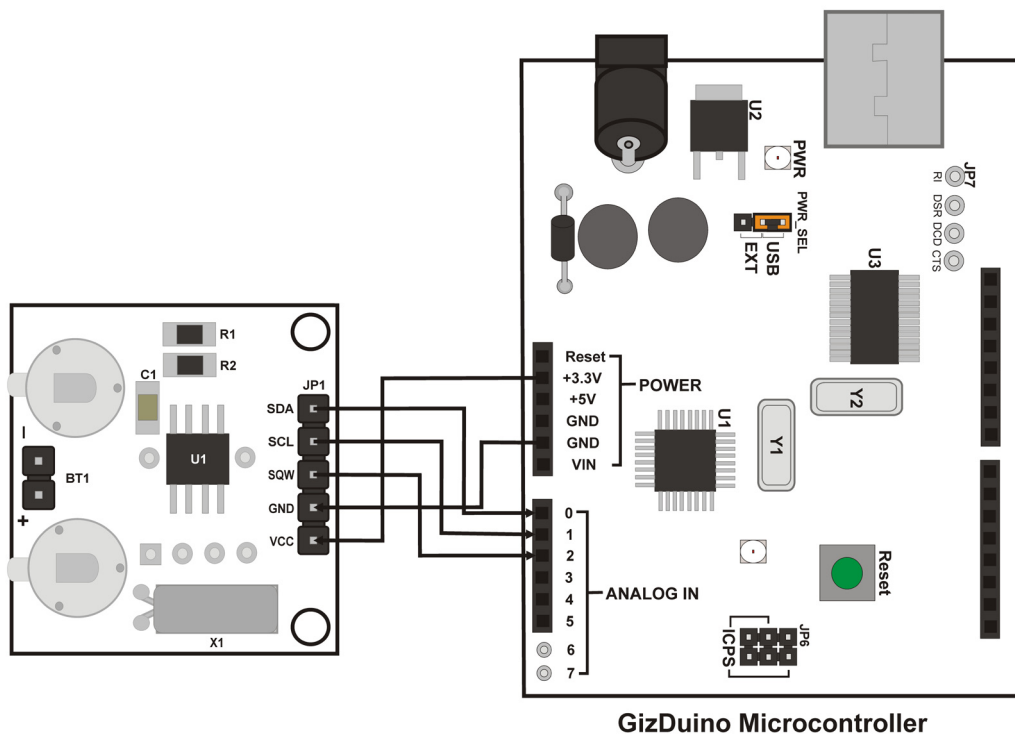 R1
R2
C1
JP1
SDA
SCL
SQW
GND
VCC
U1
−
BT1
+
X1
U2
PWR
PWR_SEL
USB
EXT
JP7
RI
DSR
DCD
CTS
U3
Reset
+3.3V
+5V
GND
GND
VIN
POWER
U1
Y1
Y2
0
1
2
3
4
5
6
7
ANALOG IN
Reset
JP6
ICPS
GizDuino Microcontroller